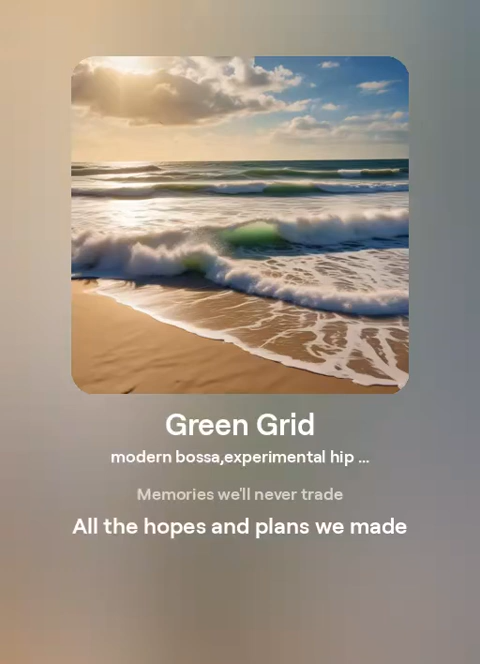 Green Grid
modern bossa,experimental hip ...
Memories we'll never trade
All the hopes and plans we made